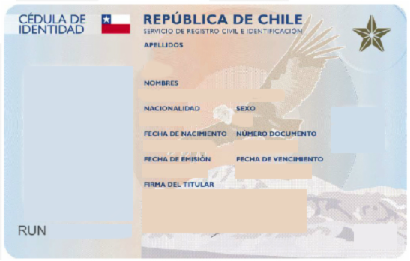 CÉDULA DE
IDENTIDAD
REPÚBLICA DE CHILE
SERVICIO DE REGISTRO CIVIL E IDENTIFICACIÓN
APELLIDOS
NOMBRES
NACIONALIDAD SEXO
FECHA DE NACIMIENTO NÚMERO DOCUMENTO
FECHA DE EMISIÓN FECHA DE VENCIMIENTO
FIRMA DEL TITULAR
RUN